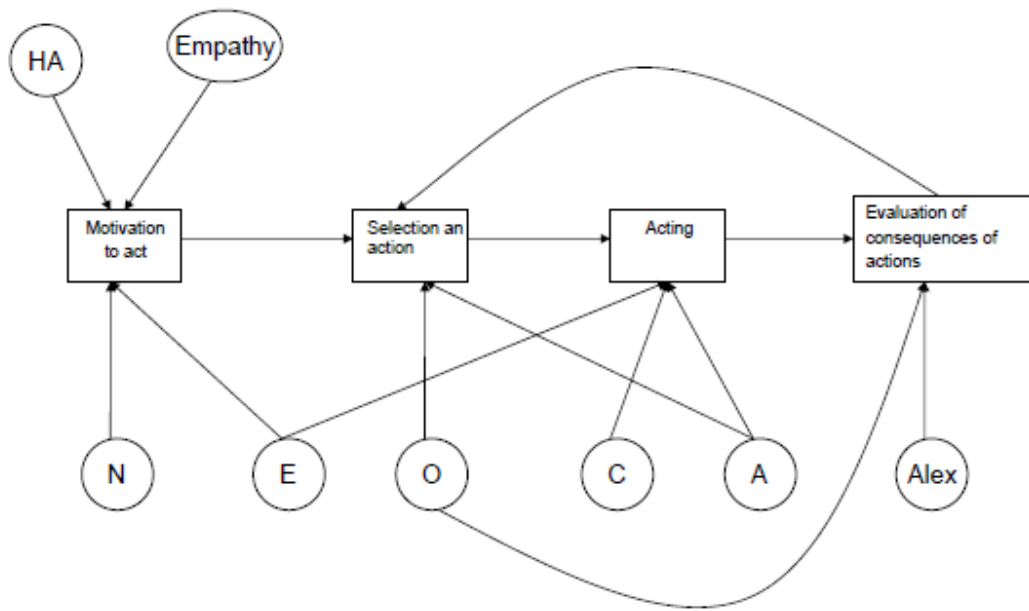 HA
Empathy
Motivation
to act
Selection an
action
Acting
Evaluation of
consequences of
actions
N
E
O
C
A
Alex